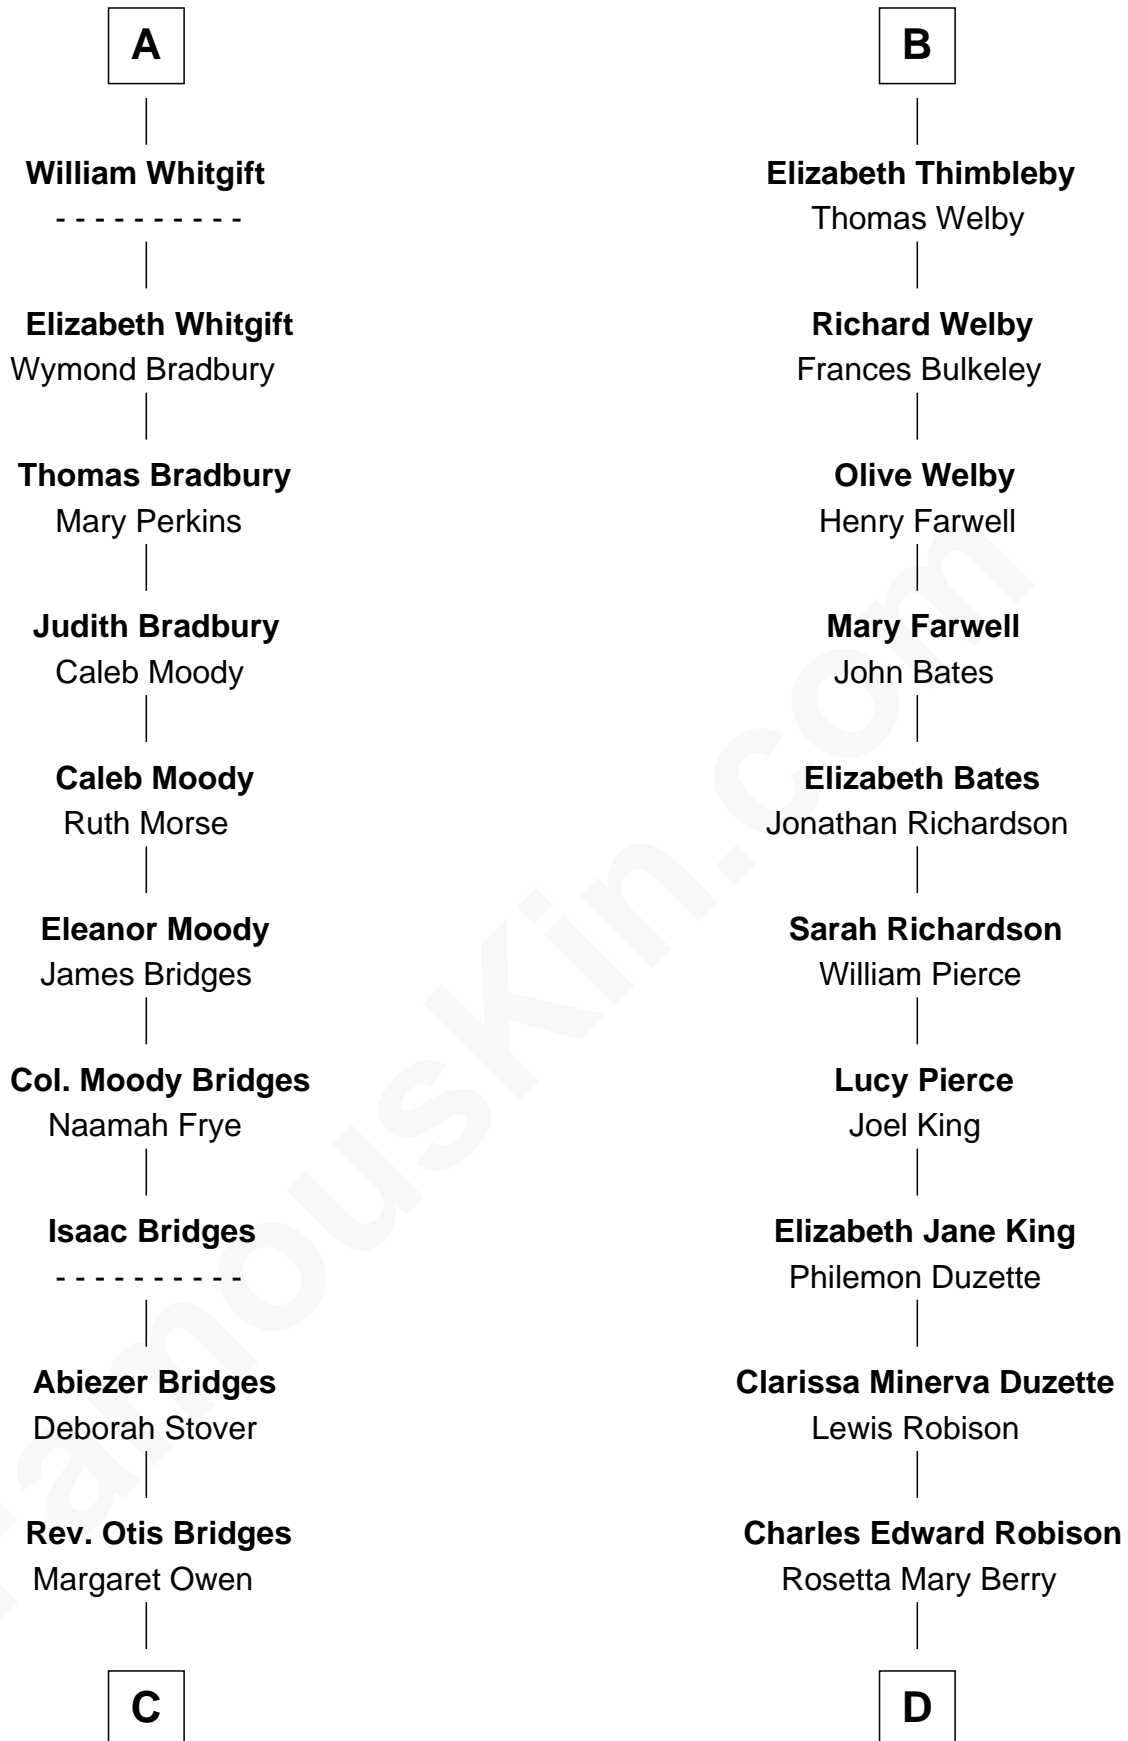 A
William Whitgift
- - - - - - - - - -
Elizabeth Whitgift
Wymond Bradbury
Thomas Bradbury
Mary Perkins
Judith Bradbury
Caleb Moody
Caleb Moody
Ruth Morse
Eleanor Moody
James Bridges
Col. Moody Bridges
Naamah Frye
Isaac Bridges
- - - - - - - - - -
Abiezer Bridges
Deborah Stover
Rev. Otis Bridges
Margaret Owen
C
B
Elizabeth Thimbleby
Thomas Welby
Richard Welby
Frances Bulkeley
Olive Welby
Henry Farwell
Mary Farwell
John Bates
Elizabeth Bates
Jonathan Richardson
Sarah Richardson
William Pierce
Lucy Pierce
Joel King
Elizabeth Jane King
Philemon Duzette
Clarissa Minerva Duzette
Lewis Robison
Charles Edward Robison
Rosetta Mary Berry
D
FamousKin.com